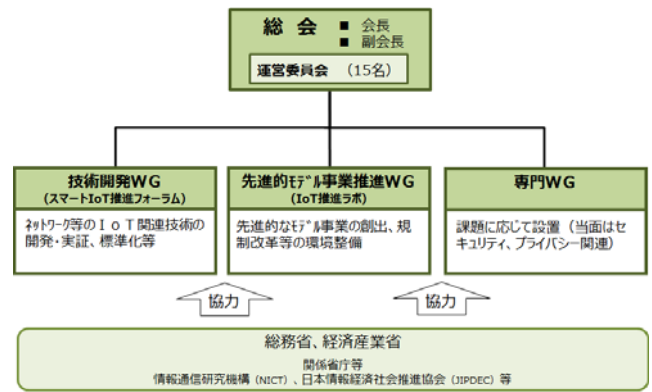 総 会 ■ 会長
■ 副会長
運営委員会 （15名）
技術開発WG
(スマートIoT推進フォーラム)
ﾈｯﾄﾜｰｸ等のＩｏＴ関連技術の
開発・実証、標準化等
先進的ﾓﾃﾞﾙ事業推進WG
(IoT推進ラボ)
先進的なﾓﾃﾞﾙ事業の創出、規
制改革等の環境整備
専門WG
課題に応じて設置（当面はセ
キュリティ、プライバシー関連）
協力
協力
総務省、経済産業省
関係省庁等
情報通信研究機構（NICT）、日本情報経済社会推進協会（JIPDEC）等